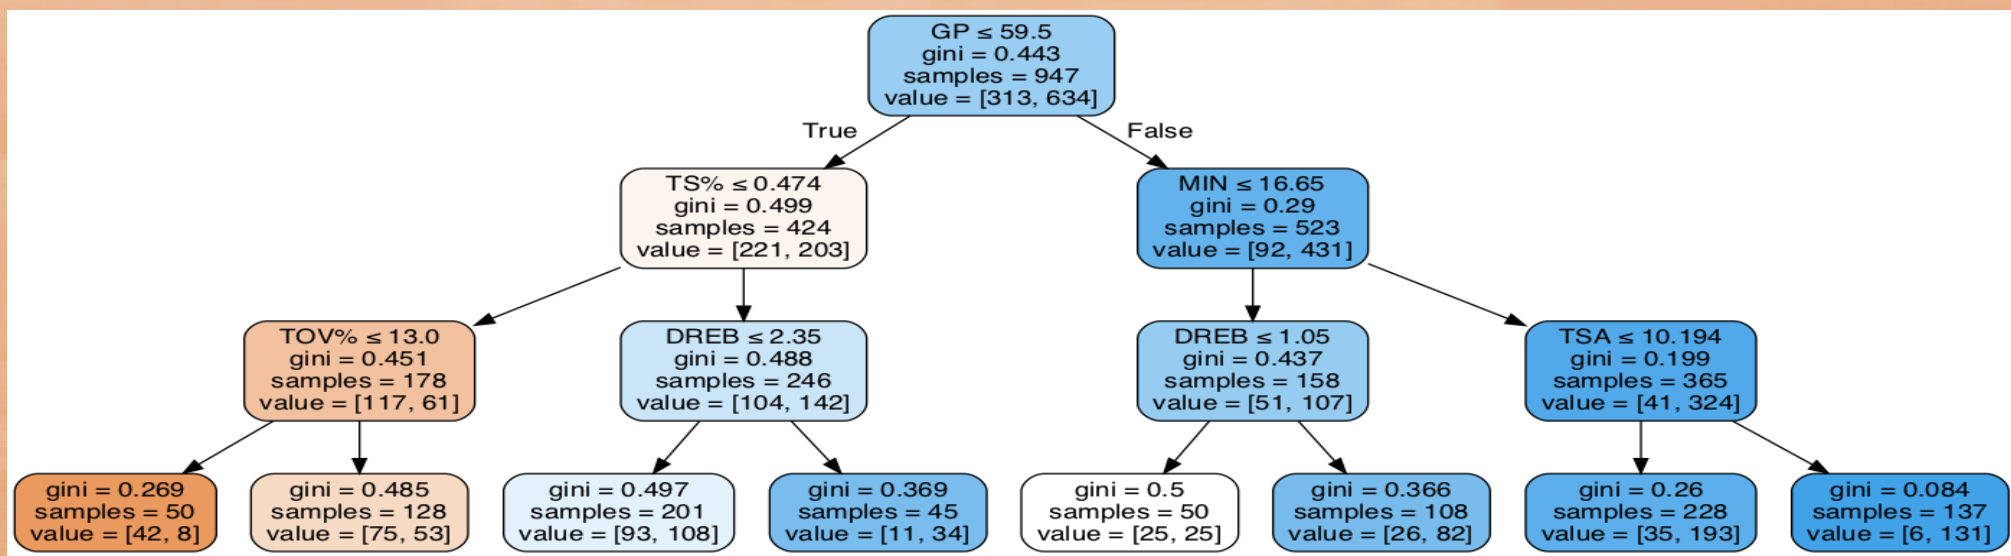 GP ≤ 59.5
gini = 0.443
samples = 947
value = [313, 634]
True
False
TS% ≤ 0.474
gini = 0.499
samples = 424
value = [221, 203]
MIN ≤ 16.65
gini = 0.29
samples = 523
value = [92, 431]
TOV% ≤ 13.0
gini = 0.451
samples = 178
value = [117, 61]
DREB ≤ 2.35
gini = 0.488
samples = 246
value = [104, 142]
DREB ≤ 1.05
gini = 0.437
samples = 158
value = [51, 107]
TSA ≤ 10.194
gini = 0.199
samples = 365
value = [41, 324]
gini = 0.269
samples = 50
value = [42, 8]
gini = 0.485
samples = 128
value = [75, 53]
gini = 0.497
samples = 201
value = [93, 108]
gini = 0.369
samples = 45
value = [11, 34]
gini = 0.5
samples = 50
value = [25, 25]
gini = 0.366
samples = 108
value = [26, 82]
gini = 0.26
samples = 228
value = [35, 193]
gini = 0.084
samples = 137
value = [6, 131]